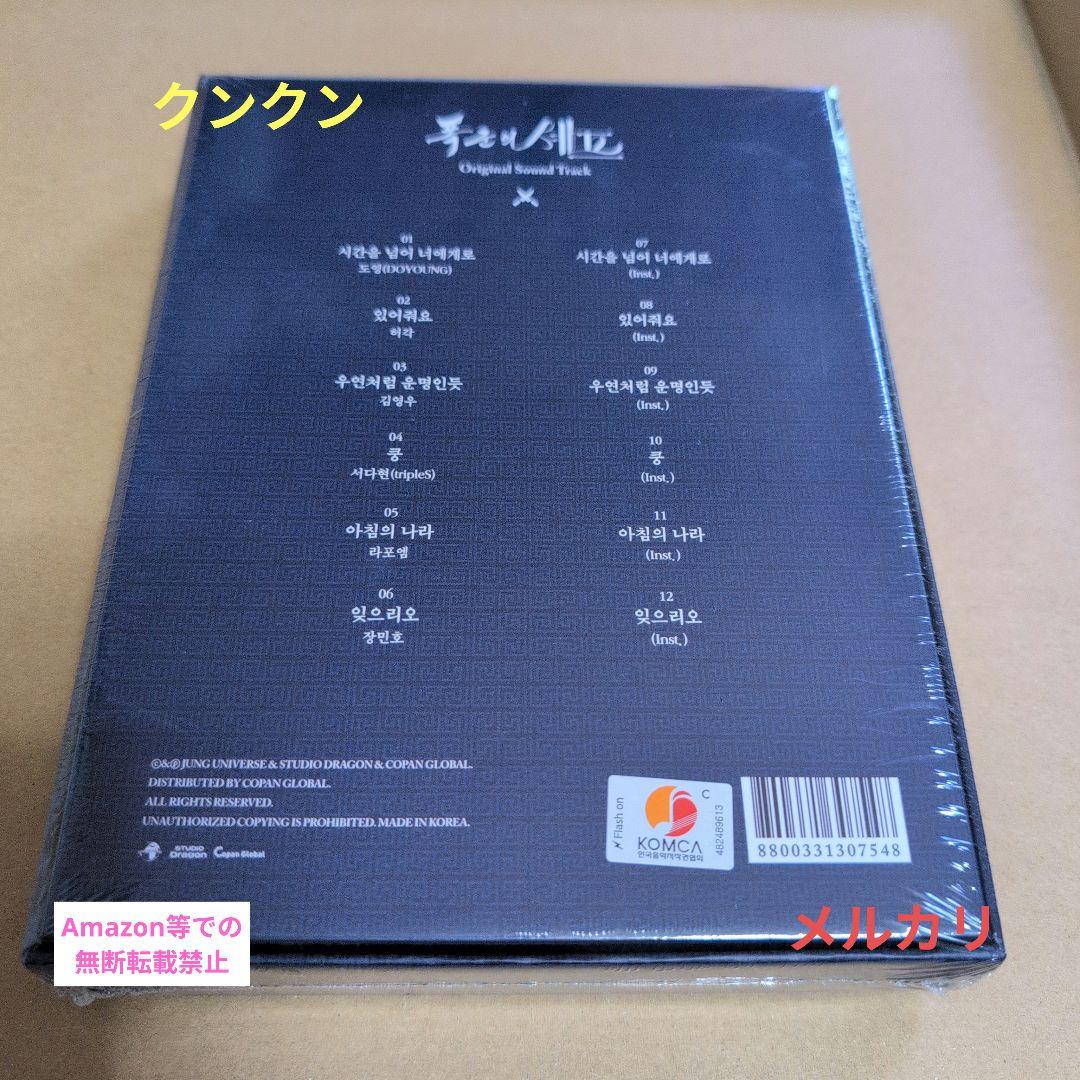 クンクン
폭군의 셰프
Original Sound Track
01
시간을 넘어 너에게로
도영(DOYOUNG)
02
있어줘요
허각
03
우연처럼 운명인듯
김영우
04
쿵
서다현(tripleS)
05
아침의 나라
라포엠
06
잊으리오
장민호
07
시간을 넘어 너에게로
(Inst.)
08
있어줘요
(Inst.)
09
우연처럼 운명인듯
(Inst.)
10
쿵
(Inst.)
11
아침의 나라
(Inst.)
12
잊으리오
(Inst.)
©&℗ JUNG UNIVERSE & STUDIO DRAGON & COPAN GLOBAL.
DISTRIBUTED BY COPAN GLOBAL.
ALL RIGHTS RESERVED.
UNAUTHORIZED COPYING IS PROHIBITED. MADE IN KOREA.
STUDIO
Dragon
Copan Global
Flash on
KOMCA
한국음악저작권협회
C
482489613
8800331307548
Amazon等での
無断転載禁止
メルカリ